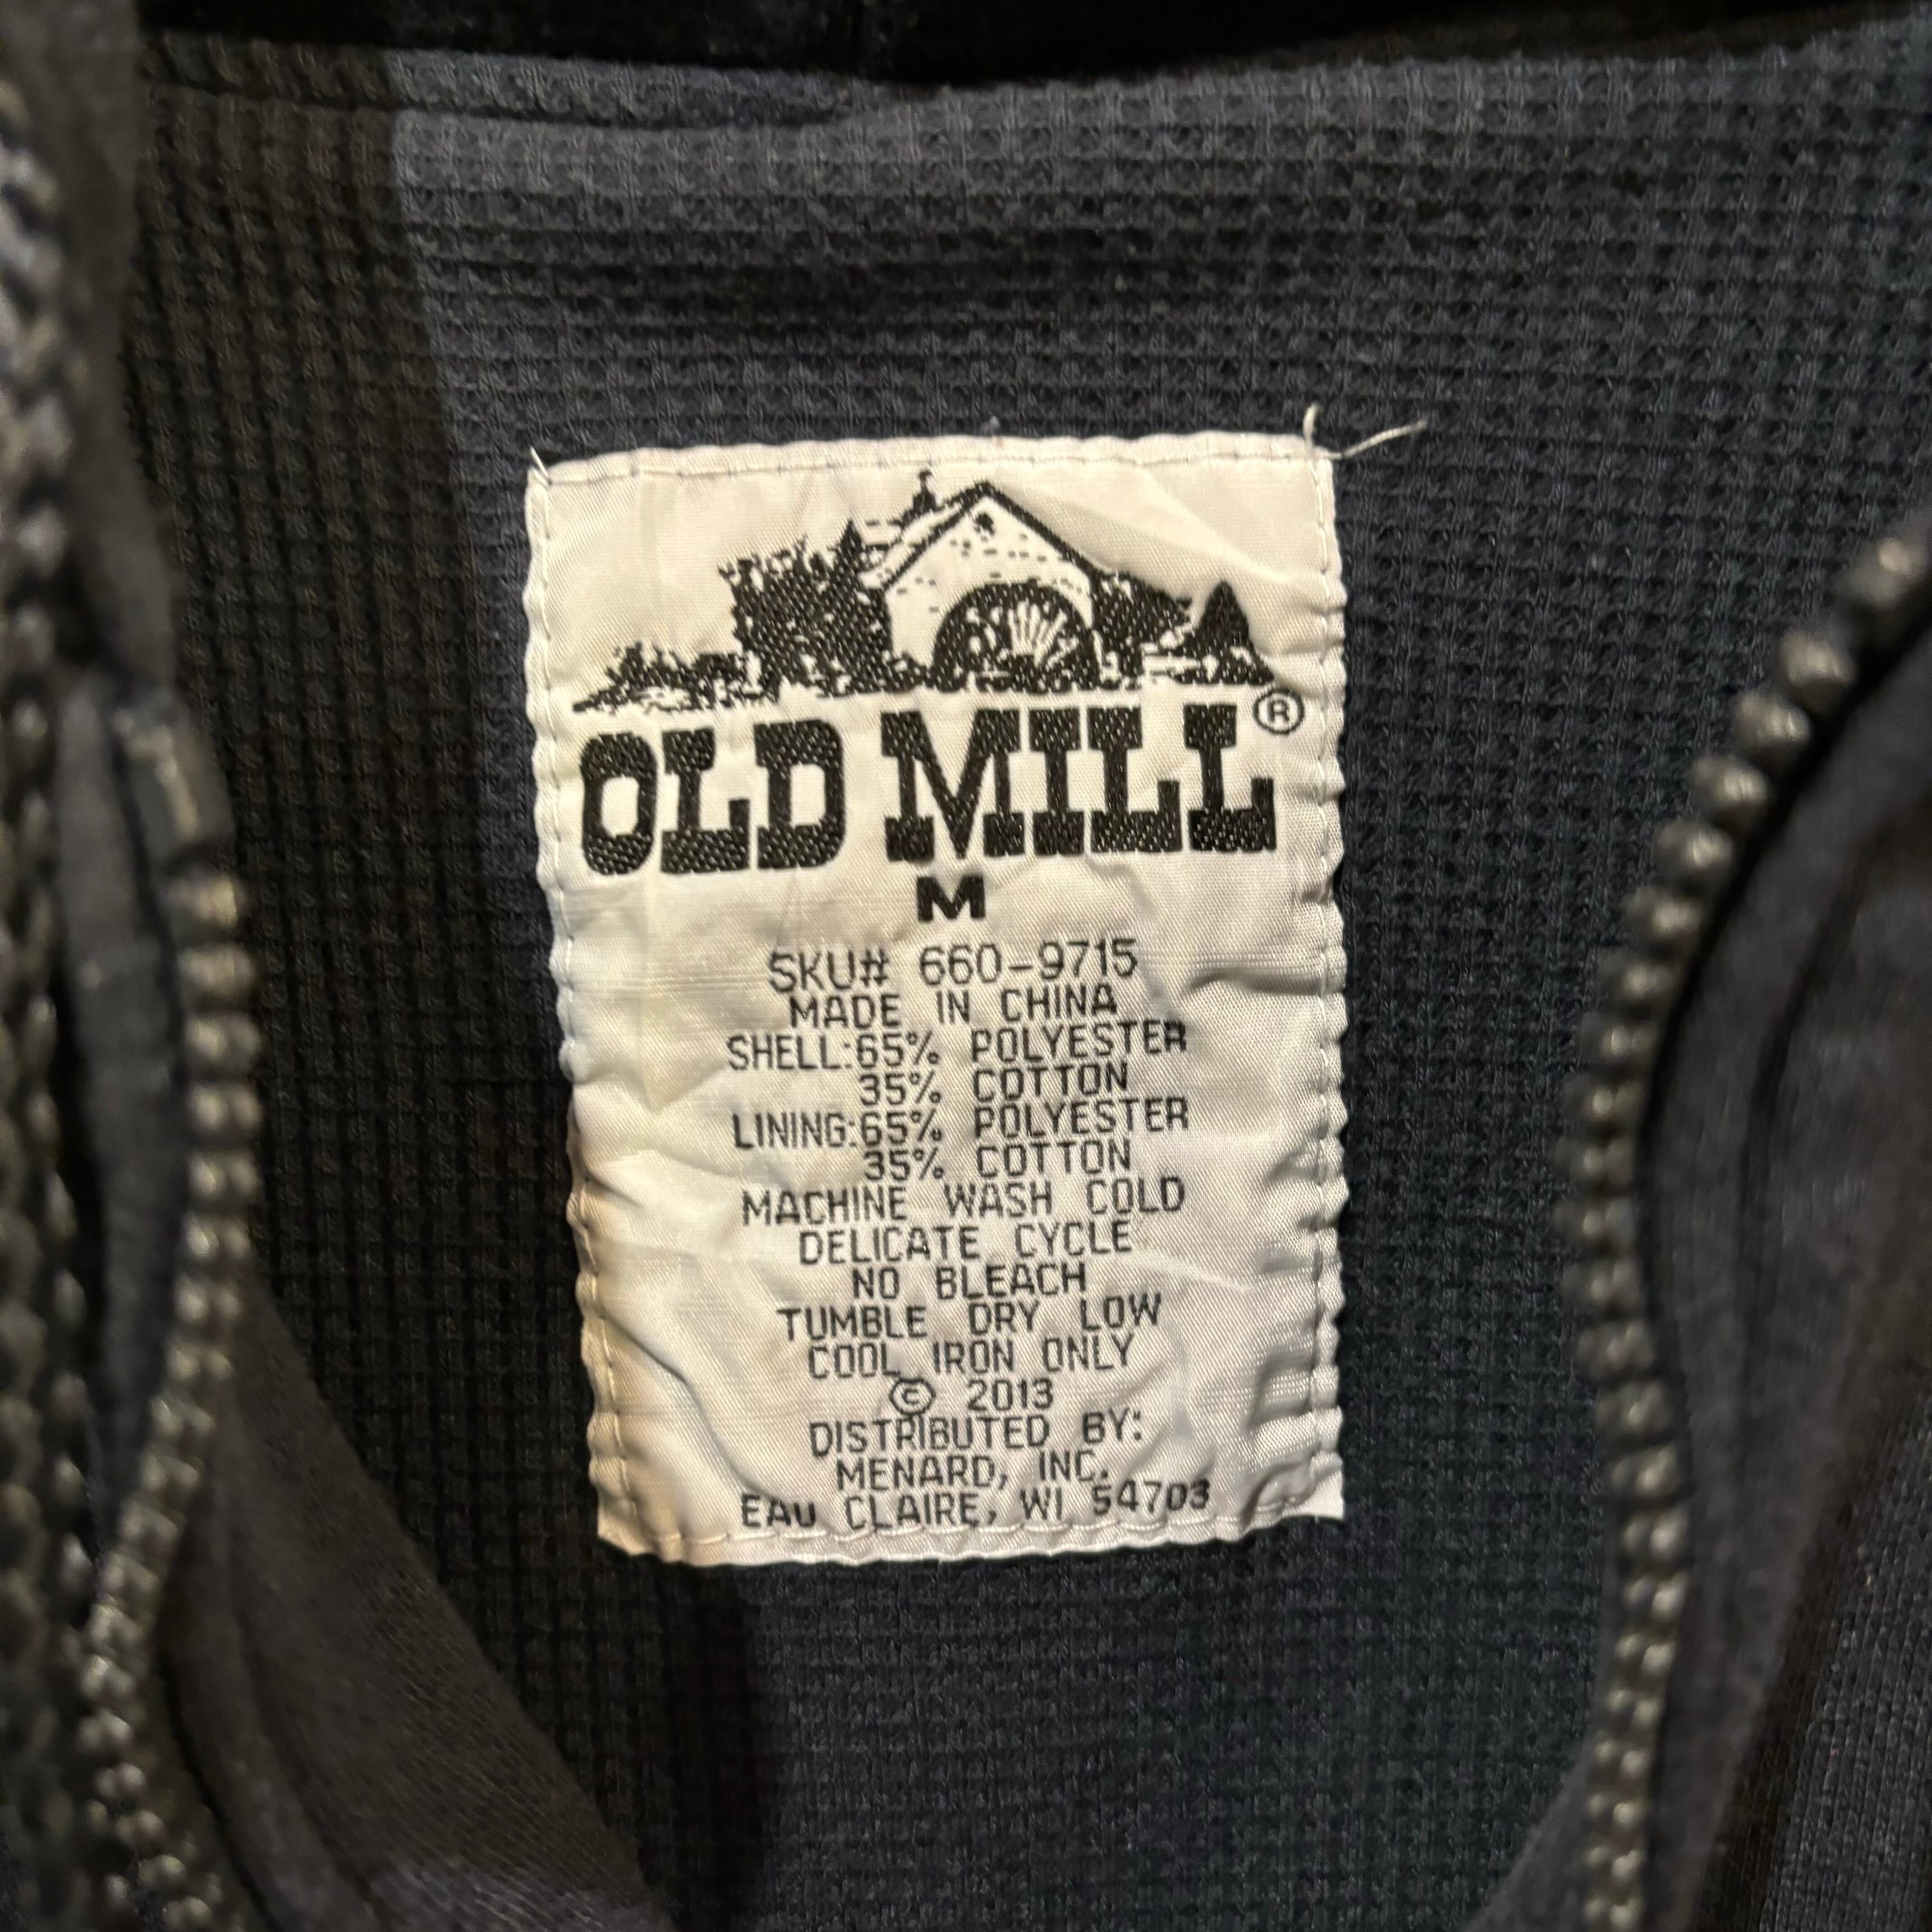 OLD MILL®
M
SKU# 660-9715
MADE IN CHINA
SHELL:65% POLYESTER
35% COTTON
LINING:65% POLYESTER
35% COTTON
MACHINE WASH COLD
DELICATE CYCLE
NO BLEACH
TUMBLE DRY LOW
COOL IRON ONLY
© 2013
DISTRIBUTED BY:
MENARD, INC.
EAU CLAIRE, WI 54703